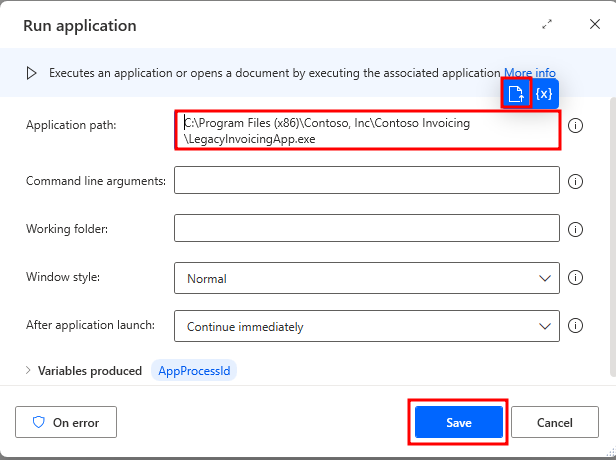 Run application
Executes an application or opens a document by executing the associated application More info
{x}
Application path:
C:\Program Files (x86)\Contoso, Inc\Contoso Invoicing
\LegacyInvoicingApp.exe
Command line arguments:
Working folder:
Window style:
Normal
After application launch:
Continue immediately
Variables produced AppProcessId
On error
Save
Cancel